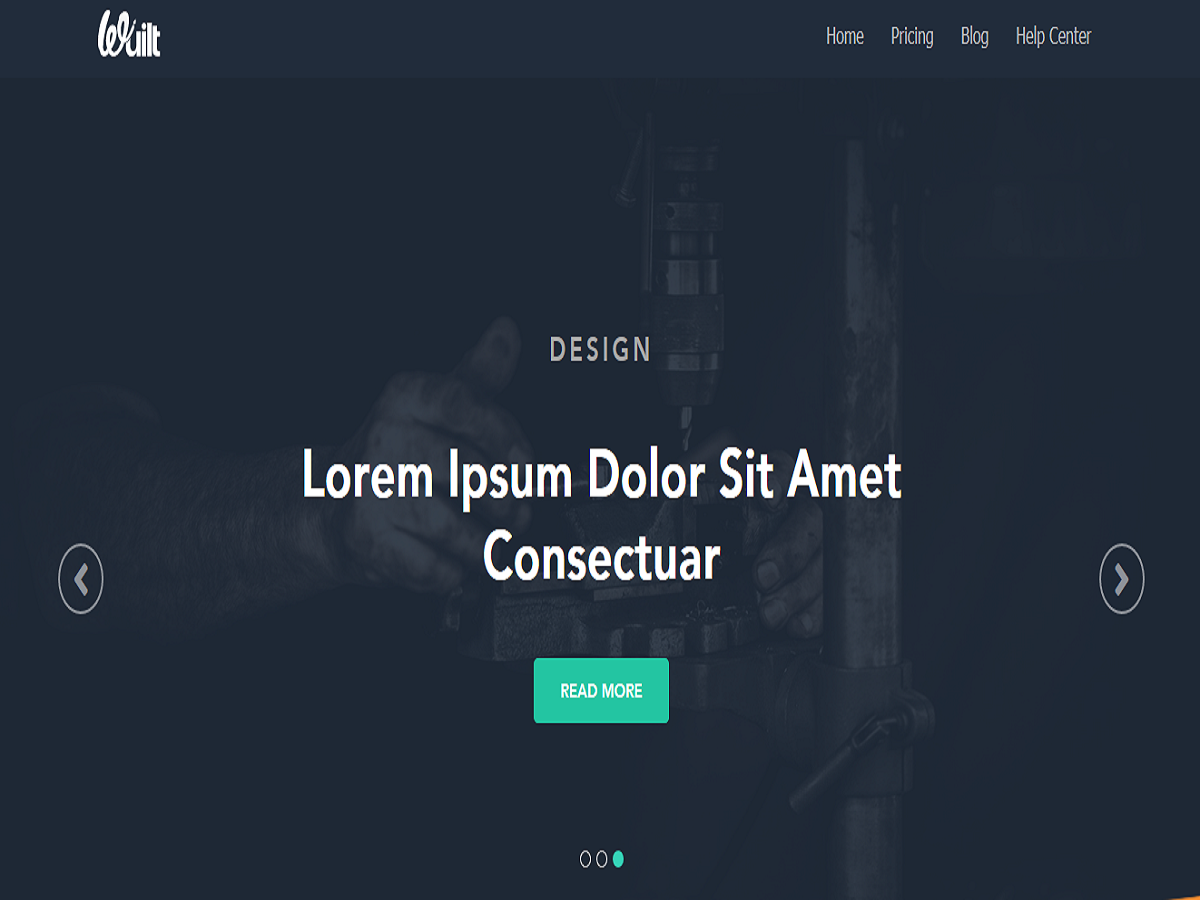 Wuilt
Home Pricing Blog Help Center
DESIGN
Lorem Ipsum Dolor Sit Amet
Consectuar
READ MORE